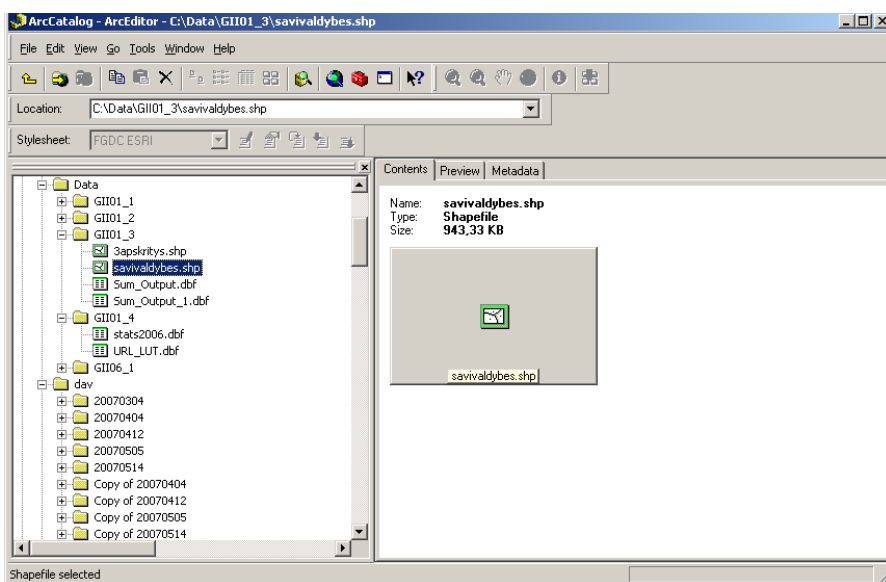 ArcCatalog - ArcEditor - C:\Data\GII01_3\savivaldybes.shp
File Edit View Go Tools Window Help
Location: C:\Data\GII01_3\savivaldybes.shp
Stylesheet: FGDC ESRI
Contents Preview Metadata
Data
GII01_1
GII01_2
GII01_3
3apskritys.shp
savivaldybes.shp
Sum_Output.dbf
Sum_Output_1.dbf
GII01_4
stats2006.dbf
URL_LUT.dbf
GII06_1
dav
20070304
20070404
20070412
20070505
20070514
Copy of 20070404
Copy of 20070412
Copy of 20070505
Copy of 20070514
Name: savivaldybes.shp
Type: Shapefile
Size: 943,33 KB
savivaldybes.shp
Shapefile selected